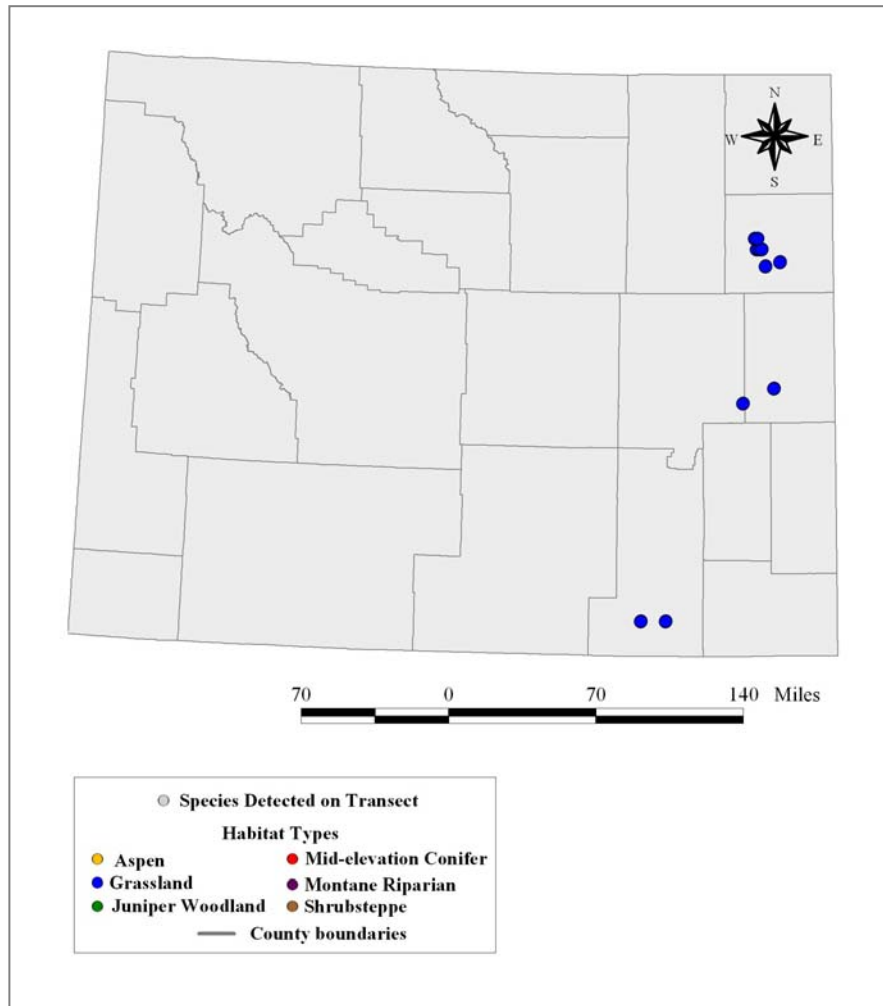 N
W E
S
70 0 70 140 Miles
Species Detected on Transect
Habitat Types
Aspen Mid-elevation Conifer
Grassland Montane Riparian
Juniper Woodland Shrubsteppe
County boundaries